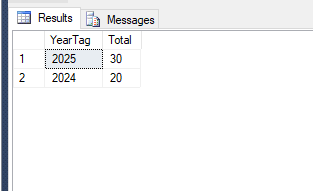 Results Messages
YearTag Total
1 2025 30
2 2024 20